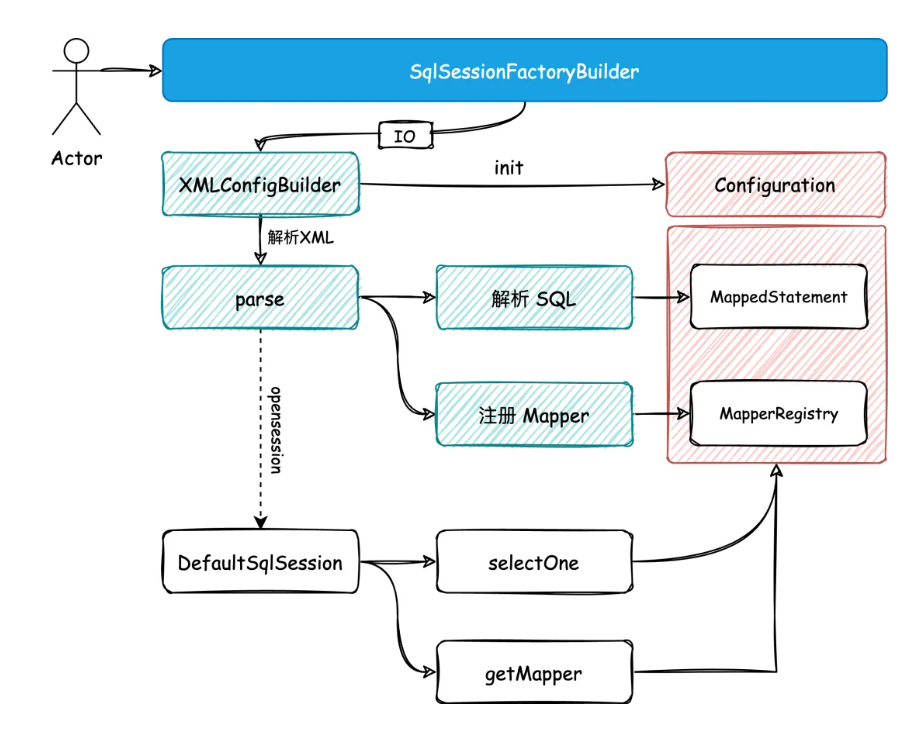 SqlSessionFactoryBuilder
IO
Actor
XMLConfigBuilder
init
Configuration
解析XML
parse
解析 SQL
MappedStatement
注册 Mapper
MapperRegistry
opensession
DefaultSqlSession
selectOne
getMapper